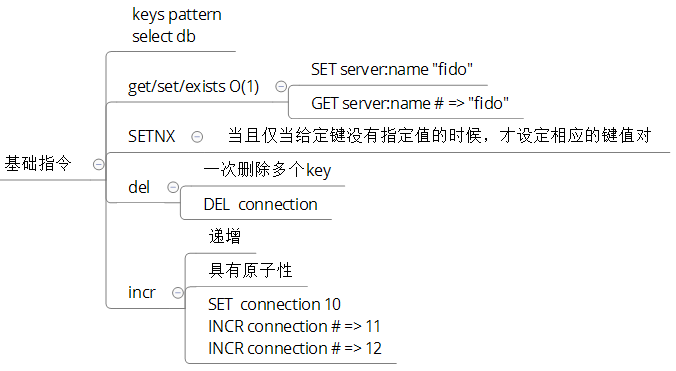 keys pattern
select db
get/set/exists O(1)
SET server:name "fido"
GET server:name # => "fido"
SETNX
当且仅当给定键没有指定值的时候，才设定相应的键值对
基础指令
del
一次删除多个key
DEL connection
incr
递增
具有原子性
SET connection 10
INCR connection # => 11
INCR connection # => 12